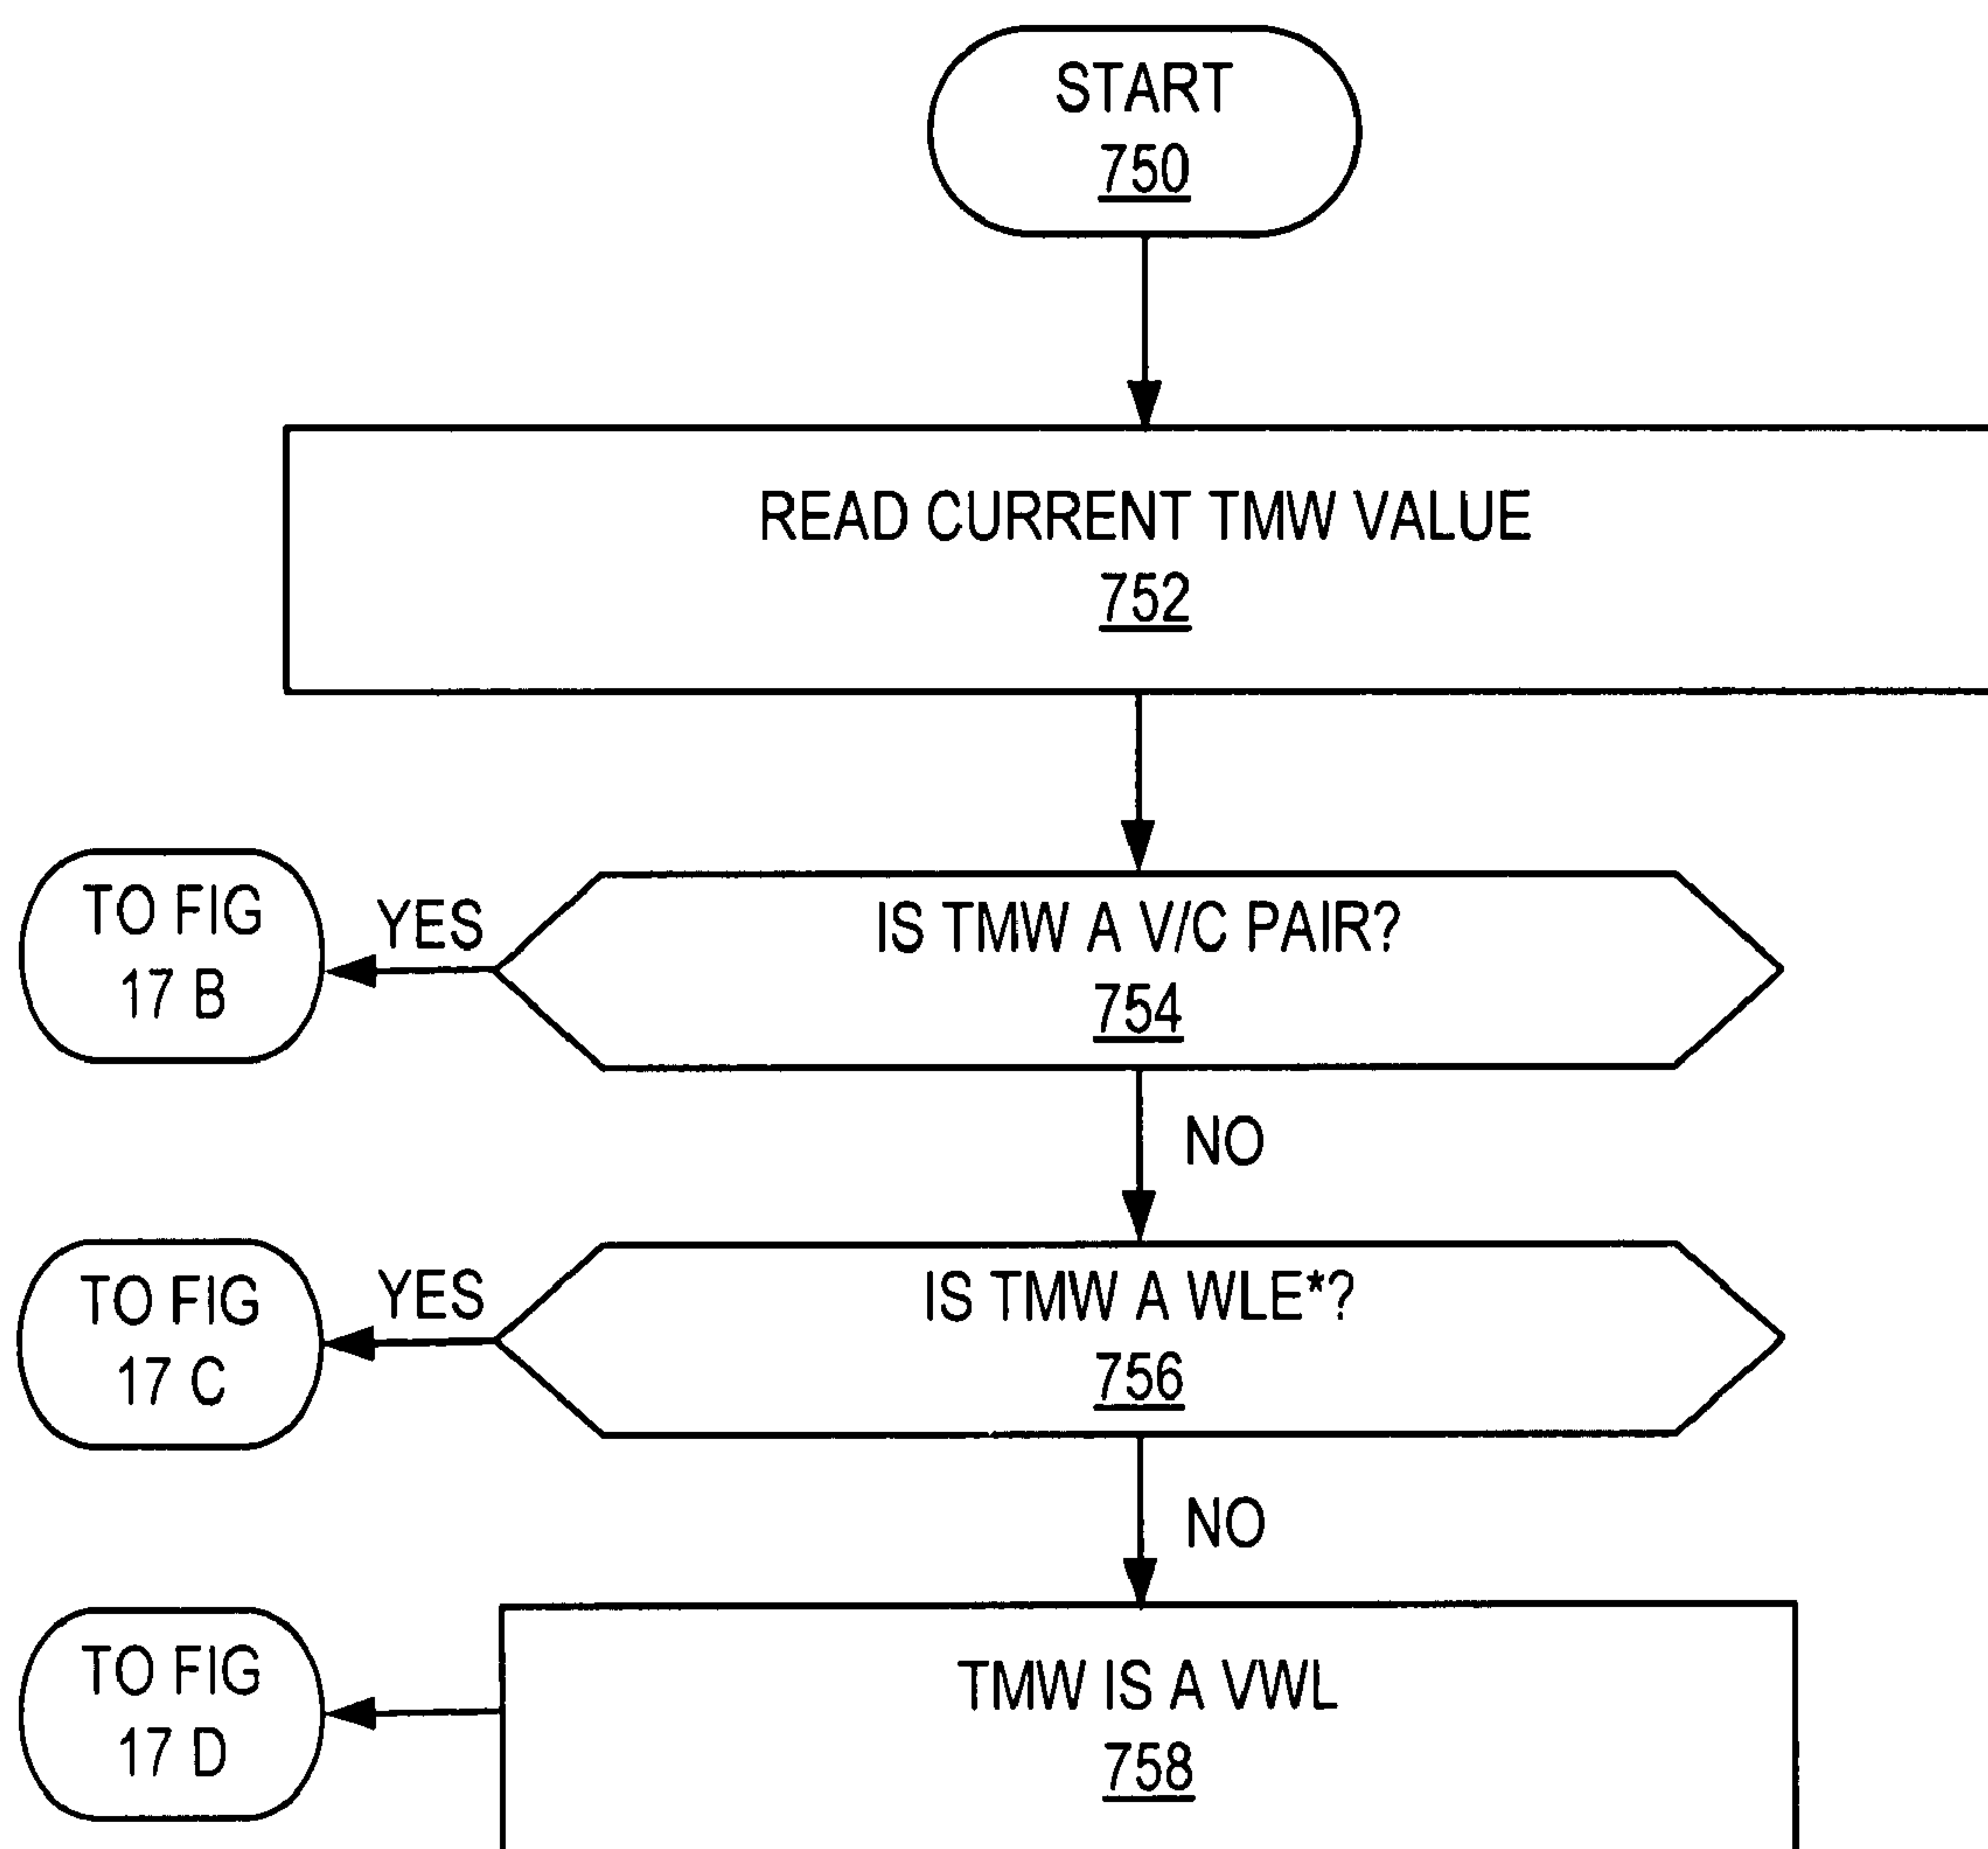 START
750
READ CURRENT TMW VALUE
752
TO FIG
17 B
YES
IS TMW A V/C PAIR?
754
NO
TO FIG
17 C
YES
IS TMW A WLE*?
756
NO
TO FIG
17 D
TMW IS A VWL
758